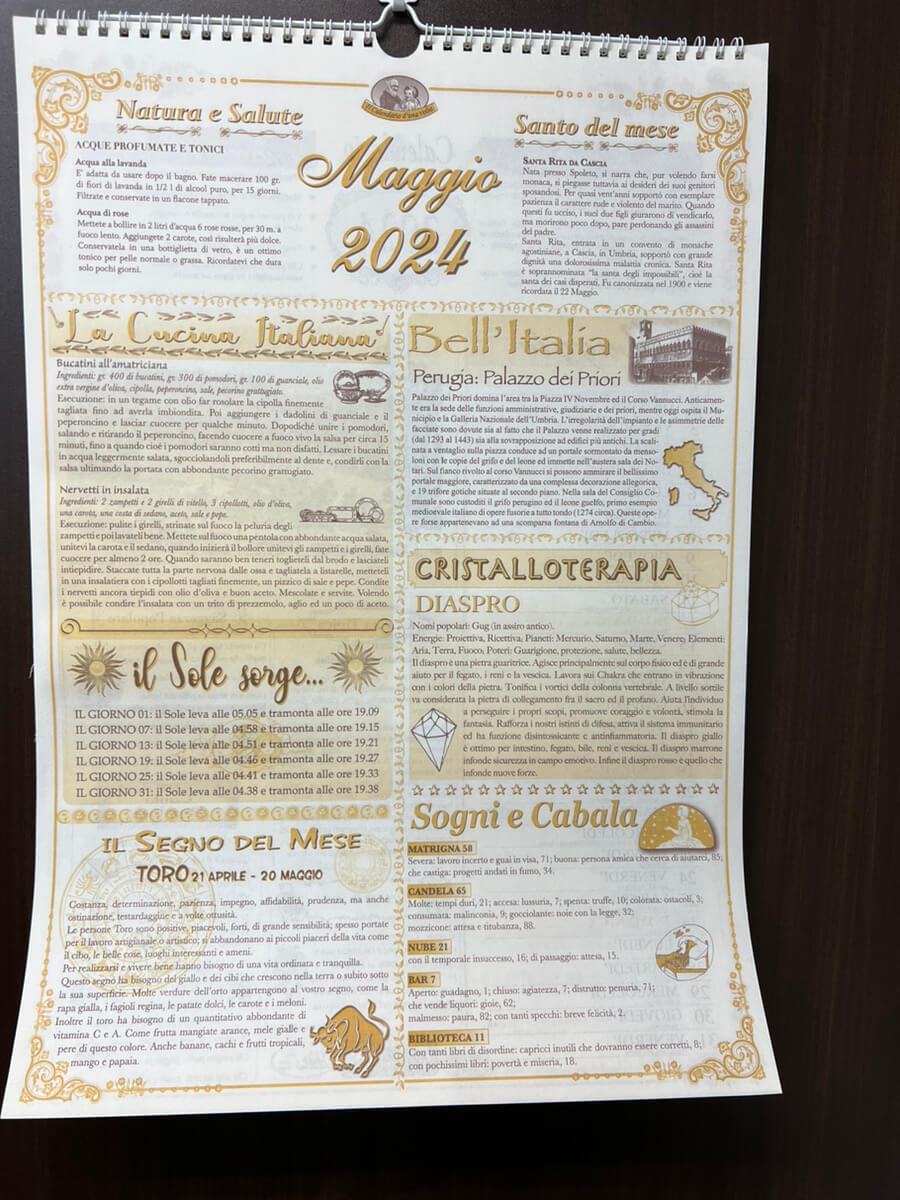 Natura e Salute
ACQUE PROFUMATE E TONICI
Acqua alla lavanda
E' adatta da usare dopo il bagno. Fate macerare 100 gr.
di fiori di lavanda in 1/2 l di alcool puro, per 15 giorni.
Filtrate e conservate in un flacone tappato.
Acqua di rose
Mettete a bollire in 2 litri d'acqua 6 rose rosse, per 30 m. a
fuoco lento. Aggiungete 2 carote, così risulterà più dolce.
Conservatela in una bottiglietta di vetro, è un ottimo
tonico per pelle normale o grassa. Ricordatevi che dura
solo pochi giorni.
Il Calendario d'una volta
Maggio
2024
Santo del mese
SANTA RITA DA CASCIA
Nata presso Spoleto, si narra che, pur volendo farsi
monaca, si piegasse tuttavia ai desideri dei suoi genitori
sposandosi. Per quasi vent'anni sopportò con esemplare
pazienza il carattere rude e violento del marito. Quando
questi fu ucciso, i suoi due figli giurarono di vendicarlo,
ma morirono poco dopo, pare perdonando gli assassini
del padre.
Santa Rita, entrata in un convento di monache
agostiniane, a Cascia, in Umbria, sopportò con grande
dignità una dolorosissima malattia cronica. Santa Rita
è soprannominata "la santa degli impossibili", cioè la
santa dei casi disperati. Fu canonizzata nel 1900 e viene
ricordata il 22 Maggio.
La Cucina Italiana
Bucatini all'amatriciana
Ingredienti: gr. 400 di bucatini, gr. 300 di pomodori, gr. 100 di guanciale, olio
extra vergine d'oliva, cipolla, peperoncino, sale, pecorino grattugiato.
Esecuzione: in un tegame con olio far rosolare la cipolla finemente
tagliata fino ad averla imbiondita. Poi aggiungere i dadolini di guanciale e il
peperoncino e lasciar cuocere per qualche minuto. Dopodiché unire i pomodori,
salando e ritirando il peperoncino, facendo cuocere a fuoco vivo la salsa per circa 15
minuti, fino a quando cioè i pomodori saranno cotti ma non disfatti. Lessare i bucatini
in acqua leggermente salata, sgocciolandoli preferibilmente al dente e, condirli con la
salsa ultimando la portata con abbondante pecorino grattugiato.
Nervetti in insalata
Ingredienti: 2 zampetti e 2 girelli di vitello, 3 cipollotti, olio d'oliva,
una carota, una costa di sedano, aceto, sale e pepe.
Esecuzione: pulite i girelli, strinate sul fuoco la peluria degli
zampetti e poi lavateli bene. Mettete sul fuoco una pentola con abbondante acqua salata,
unitevi la carota e il sedano, quando inizierà il bollore unitevi gli zampetti e i girelli, fate
cuocere per almeno 2 ore. Quando saranno ben teneri toglieteli dal brodo e lasciateli
intiepidire. Staccate tutta la parte nervosa dalle ossa e tagliatela a listarelle, metteteli
in una insalatiera con i cipollotti tagliati finemente, un pizzico di sale e pepe. Condite
i nervetti ancora tiepidi con olio d'oliva e buon aceto. Mescolate e servite. Volendo
è possibile condire l'insalata con un trito di prezzemolo, aglio ed un poco di aceto.
il Sole sorge...
IL GIORNO 01: il Sole leva alle 05.05 e tramonta alle ore 19.09
IL GIORNO 07: il Sole leva alle 04.58 e tramonta alle ore 19.15
IL GIORNO 13: il Sole leva alle 04.51 e tramonta alle ore 19.21
IL GIORNO 19: il Sole leva alle 04.46 e tramonta alle ore 19.27
IL GIORNO 25: il Sole leva alle 04.41 e tramonta alle ore 19.33
IL GIORNO 31: il Sole leva alle 04.38 e tramonta alle ore 19.38
IL SEGNO DEL MESE
TORO 21 APRILE - 20 MAGGIO
Costanza, determinazione, pazienza, impegno, affidabilità, prudenza, ma anche
ostinazione, testardaggine e a volte ottusità.
Le persone Toro sono positive, piacevoli, forti, di grande sensibilità; spesso portate
per il lavoro artigianale o artistico; si abbandonano ai piccoli piaceri della vita come
il cibo, le belle cose, luoghi interessanti e ameni.
Per realizzarsi e vivere bene hanno bisogno di una vita ordinata e tranquilla.
Questo segno ha bisogno del giallo e dei cibi che crescono nella terra o subito sotto
la sua superficie. Molte verdure dell'orto appartengono al vostro segno, come la
rapa gialla, i fagioli regina, le patate dolci, le carote e i meloni.
Inoltre il toro ha bisogno di un quantitativo abbondante di
vitamina C e A. Come frutta mangiate arance, mele gialle e
pere di questo colore. Anche banane, cachi e frutti tropicali,
mango e papaia.
Bell'Italia
Perugia: Palazzo dei Priori
Palazzo dei Priori domina l'area tra la Piazza IV Novembre ed il Corso Vannucci. Anticamen-
te era la sede delle funzioni amministrative, giudiziarie e dei priori, mentre oggi ospita il Mu-
nicipio e la Galleria Nazionale dell'Umbria. L'irregolarità dell'impianto e le asimmetrie delle
facciate sono dovute sia al fatto che il Palazzo venne realizzato per gradi
(dal 1293 al 1443) sia alla sovrapposizione ad edifici più antichi. La scali-
nata a ventaglio sulla piazza conduce ad un portale sormontato da menso-
loni con le copie del grifo e del leone ed immette nell'austera sala dei No-
tari. Sul fianco rivolto al corso Vannucci si possono ammirare il bellissimo
portale maggiore, caratterizzato da una complessa decorazione allegorica,
e 19 trifore gotiche situate al secondo piano. Nella sala del Consiglio Co-
munale sono custoditi il grifo perugino ed il leone guelfo, primo esempio
medioevale italiano di opere fusorie a tutto tondo (1274 circa). Queste ope-
re forse appartenevano ad una scomparsa fontana di Arnolfo di Cambio.
CRISTALLOTERAPIA
DIASPRO
Nomi popolari: Gug (in assiro antico).
Energie: Proiettiva, Ricettiva, Pianeti: Mercurio, Saturno, Marte, Venere, Elementi:
Aria, Terra, Fuoco, Poteri: Guarigione, protezione, salute, bellezza.
Il diaspro è una pietra guaritrice. Agisce principalmente sul corpo fisico ed è di grande
aiuto per il fegato, i reni e la vescica. Lavora sui Chakra che entrano in vibrazione
con i colori della pietra. Tonifica i vortici della colonna vertebrale. A livello sottile
va considerata la pietra di collegamento fra il sacro ed il profano. Aiuta l'individuo
a perseguire i propri scopi, promuove coraggio e volontà, stimola la
fantasia. Rafforza i nostri istinti di difesa, attiva il sistema immunitario
ed ha funzione disintossicante e antinfiammatoria. Il diaspro giallo
è ottimo per intestino, fegato, bile, reni e vescica. Il diaspro marrone
infonde sicurezza in campo emotivo. Infine il diaspro rosso è quello che
infonde nuove forze.
Sogni e Cabala
MATRIGNA 58
Severa: lavoro incerto e guai in visa, 71; buona: persona amica che cerca di aiutarci, 85;
che castiga: progetti andati in fumo, 34.
CANDELA 65
Molte: tempi duri, 21; accesa: lussuria, 7; spenta: truffe, 10; colorata: ostacoli, 3;
consumata: malinconia, 9; gocciolante: noie con la legge, 32;
mozzicone: attesa e titubanza, 88.
NUBE 21
con il temporale insuccesso, 16; di passaggio: attesa, 15.
BAR 7
Aperto: guadagno, 1; chiuso: agiatezza, 7; distrutto: penuria, 71;
che vende liquori: gioie, 62;
malmesso: paura, 82; con tanti specchi: breve felicità, 2.
BIBLIOTECA 11
Con tanti libri di disordine: capricci inutili che dovranno essere corretti, 8;
con pochissimi libri: povertà e miseria, 18.